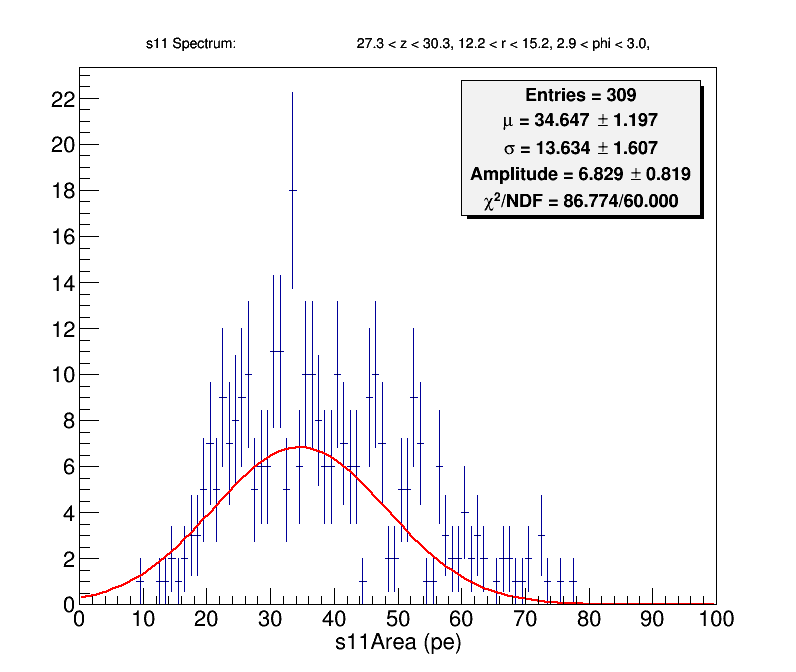 s11 Spectrum: 27.3 < z < 30.3, 12.2 < r < 15.2, 2.9 < phi < 3.0,
Entries = 309
μ = 34.647 ± 1.197
σ = 13.634 ± 1.607
Amplitude = 6.829 ± 0.819
χ²/NDF = 86.774/60.000
22
20
18
16
14
12
10
8
6
4
2
0
0 10 20 30 40 50 60 70 80 90 100
s11Area (pe)